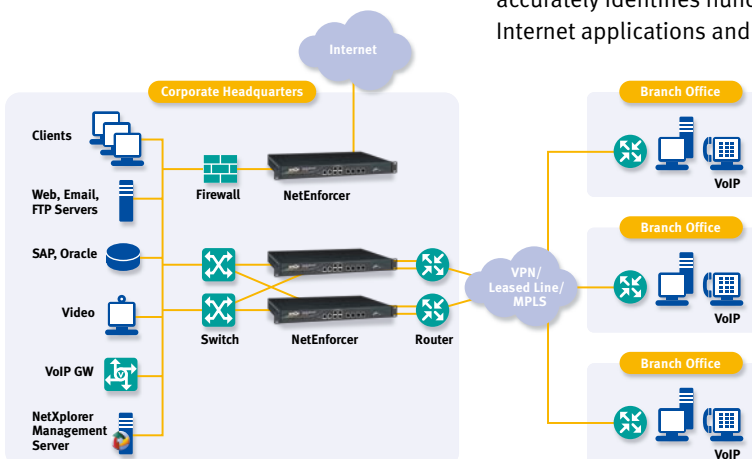 accurately identifies
Internet applications and
Internet
Corporate Headquarters
Clients
Web, Email,
FTP Servers
SAP, Oracle
Video
VoIP GW
NetXplorer
Management
Server
Firewall
NetEnforcer
Switch
NetEnforcer
Router
VPN/
Leased Line/
MPLS
Branch Office
VoIP
Branch Office
VoIP
Branch Office
VoIP